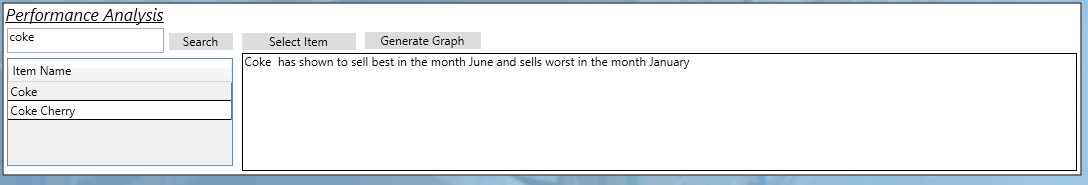 Performance Analysis
coke
Search
Select Item
Generate Graph
Item Name
Coke
Coke Cherry
Coke  has shown to sell best in the month June and sells worst in the month January